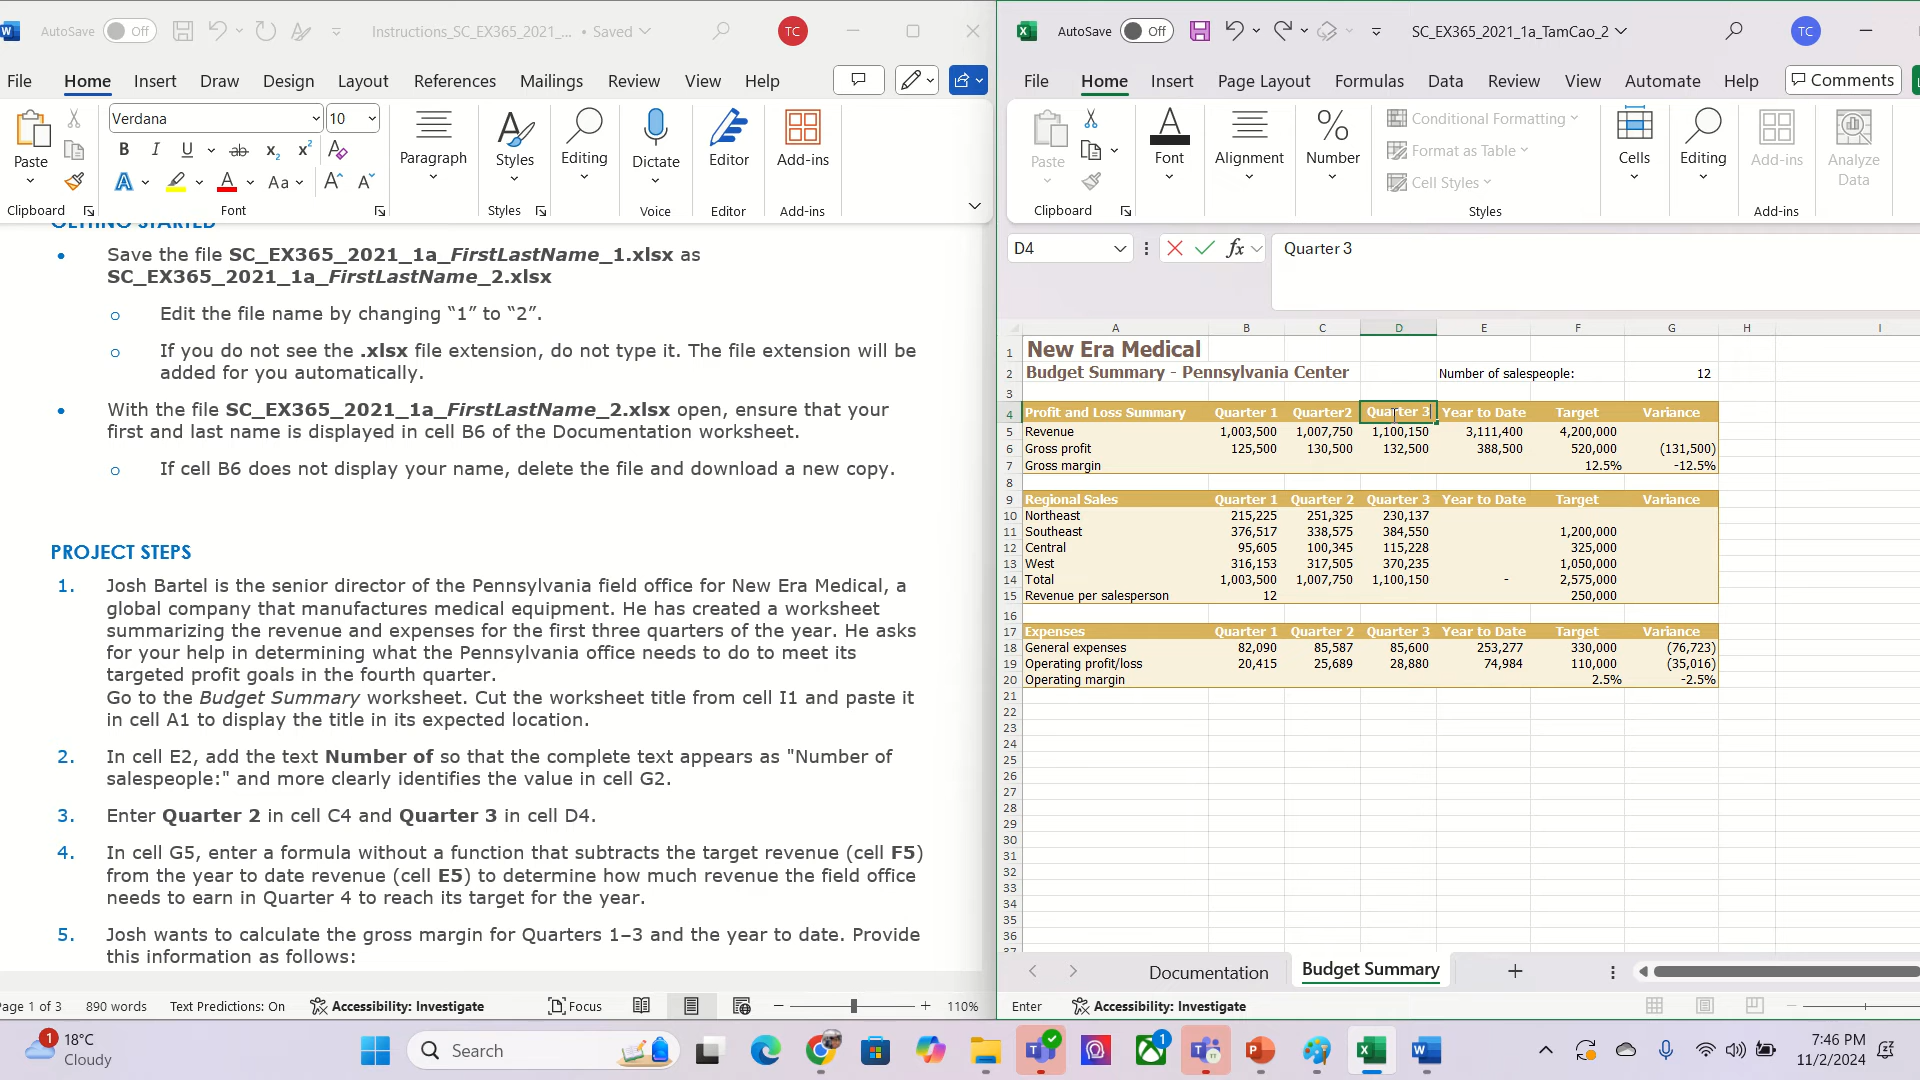 AutoSave Off Instructions_SC_EX365_2021_... • Saved TC
File Home Insert Draw Design Layout References Mailings Review View Help
Verdana 10
Paste Paragraph Styles Editing Dictate Editor Add-ins
Clipboard Font Styles Voice Editor Add-ins
GETTING STARTED
• Save the file SC_EX365_2021_1a_FirstLastName_1.xlsx as
SC_EX365_2021_1a_FirstLastName_2.xlsx
o Edit the file name by changing “1” to “2”.
o If you do not see the .xlsx file extension, do not type it. The file extension will be
added for you automatically.
• With the file SC_EX365_2021_1a_FirstLastName_2.xlsx open, ensure that your
first and last name is displayed in cell B6 of the Documentation worksheet.
o If cell B6 does not display your name, delete the file and download a new copy.
PROJECT STEPS
1. Josh Bartel is the senior director of the Pennsylvania field office for New Era Medical, a
global company that manufactures medical equipment. He has created a worksheet
summarizing the revenue and expenses for the first three quarters of the year. He asks
for your help in determining what the Pennsylvania office needs to do to meet its
targeted profit goals in the fourth quarter.
Go to the Budget Summary worksheet. Cut the worksheet title from cell I1 and paste it
in cell A1 to display the title in its expected location.
2. In cell E2, add the text Number of so that the complete text appears as "Number of
salespeople:" and more clearly identifies the value in cell G2.
3. Enter Quarter 2 in cell C4 and Quarter 3 in cell D4.
4. In cell G5, enter a formula without a function that subtracts the target revenue (cell F5)
from the year to date revenue (cell E5) to determine how much revenue the field office
needs to earn in Quarter 4 to reach its target for the year.
5. Josh wants to calculate the gross margin for Quarters 1–3 and the year to date. Provide
this information as follows:
Page 1 of 3 890 words Text Predictions: On Accessibility: Investigate Focus 110%
AutoSave Off SC_EX365_2021_1a_TamCao_2 TC
File Home Insert Page Layout Formulas Data Review View Automate Help Comments
Paste Font Alignment Number Conditional Formatting Format as Table Cell Styles Cells Editing Add-ins Analyze Data
Clipboard Styles Add-ins
D4 fx Quarter 3
A B C D E F G H I
1 New Era Medical
2 Budget Summary - Pennsylvania Center Number of salespeople: 12
3
4 Profit and Loss Summary Quarter 1 Quarter2 Quarter 3 Year to Date Target Variance
5 Revenue 1,003,500 1,007,750 1,100,150 3,111,400 4,200,000
6 Gross profit 125,500 130,500 132,500 388,500 520,000 (131,500)
7 Gross margin 12.5% -12.5%
8
9 Regional Sales Quarter 1 Quarter 2 Quarter 3 Year to Date Target Variance
10 Northeast 215,225 251,325 230,137
11 Southeast 376,517 338,575 384,550 1,200,000
12 Central 95,605 100,345 115,228 325,000
13 West 316,153 317,505 370,235 1,050,000
14 Total 1,003,500 1,007,750 1,100,150 - 2,575,000
15 Revenue per salesperson 12 250,000
16
17 Expenses Quarter 1 Quarter 2 Quarter 3 Year to Date Target Variance
18 General expenses 82,090 85,587 85,600 253,277 330,000 (76,723)
19 Operating profit/loss 20,415 25,689 28,880 74,984 110,000 (35,016)
20 Operating margin 2.5% -2.5%
21
22
23
24
25
26
27
28
29
30
31
32
33
34
35
36
37
Documentation Budget Summary
Enter Accessibility: Investigate
1 18°C
Cloudy
Search
1
7:46 PM
11/2/2024